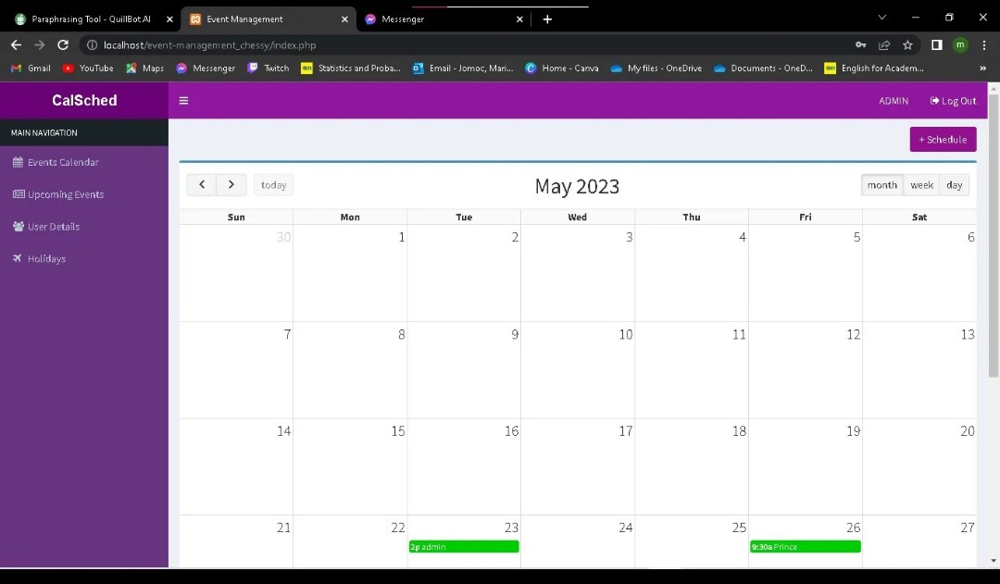 Paraphrasing Tool - QuillBot AI
Event Management
Messenger
localhost/event-management_chessy/index.php
m
Gmail YouTube Maps Messenger Twitch Statistics and Proba... Email - Jomoc, Mari... Home - Canva My files - OneDrive Documents - OneD... English for Academ... »
CalSched
ADMIN Log Out
MAIN NAVIGATION
Events Calendar
Upcoming Events
User Details
Holidays
+ Schedule
today
May 2023
month week day
Sun Mon Tue Wed Thu Fri Sat
30 1 2 3 4 5 6
7 8 9 10 11 12 13
14 15 16 17 18 19 20
21 22 23 24 25 26 27
2p admin
9:30a Prince